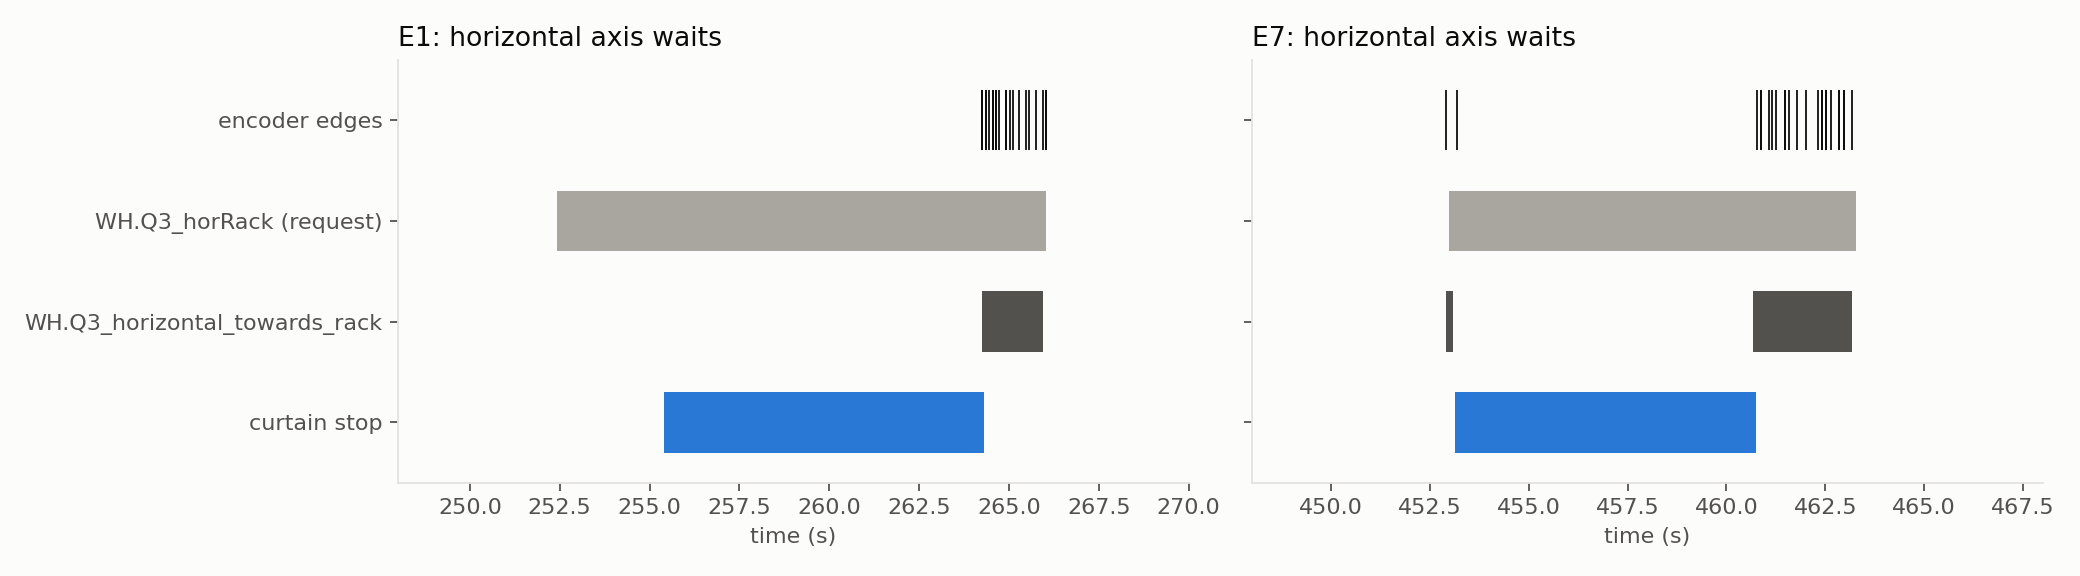 E1: horizontal axis waits
E7: horizontal axis waits
encoder edges
WH.Q3_horRack (request)
WH.Q3_horizontal_towards_rack
curtain stop
250.0 252.5 255.0 257.5 260.0 262.5 265.0 267.5 270.0
time (s)
450.0 452.5 455.0 457.5 460.0 462.5 465.0 467.5
time (s)